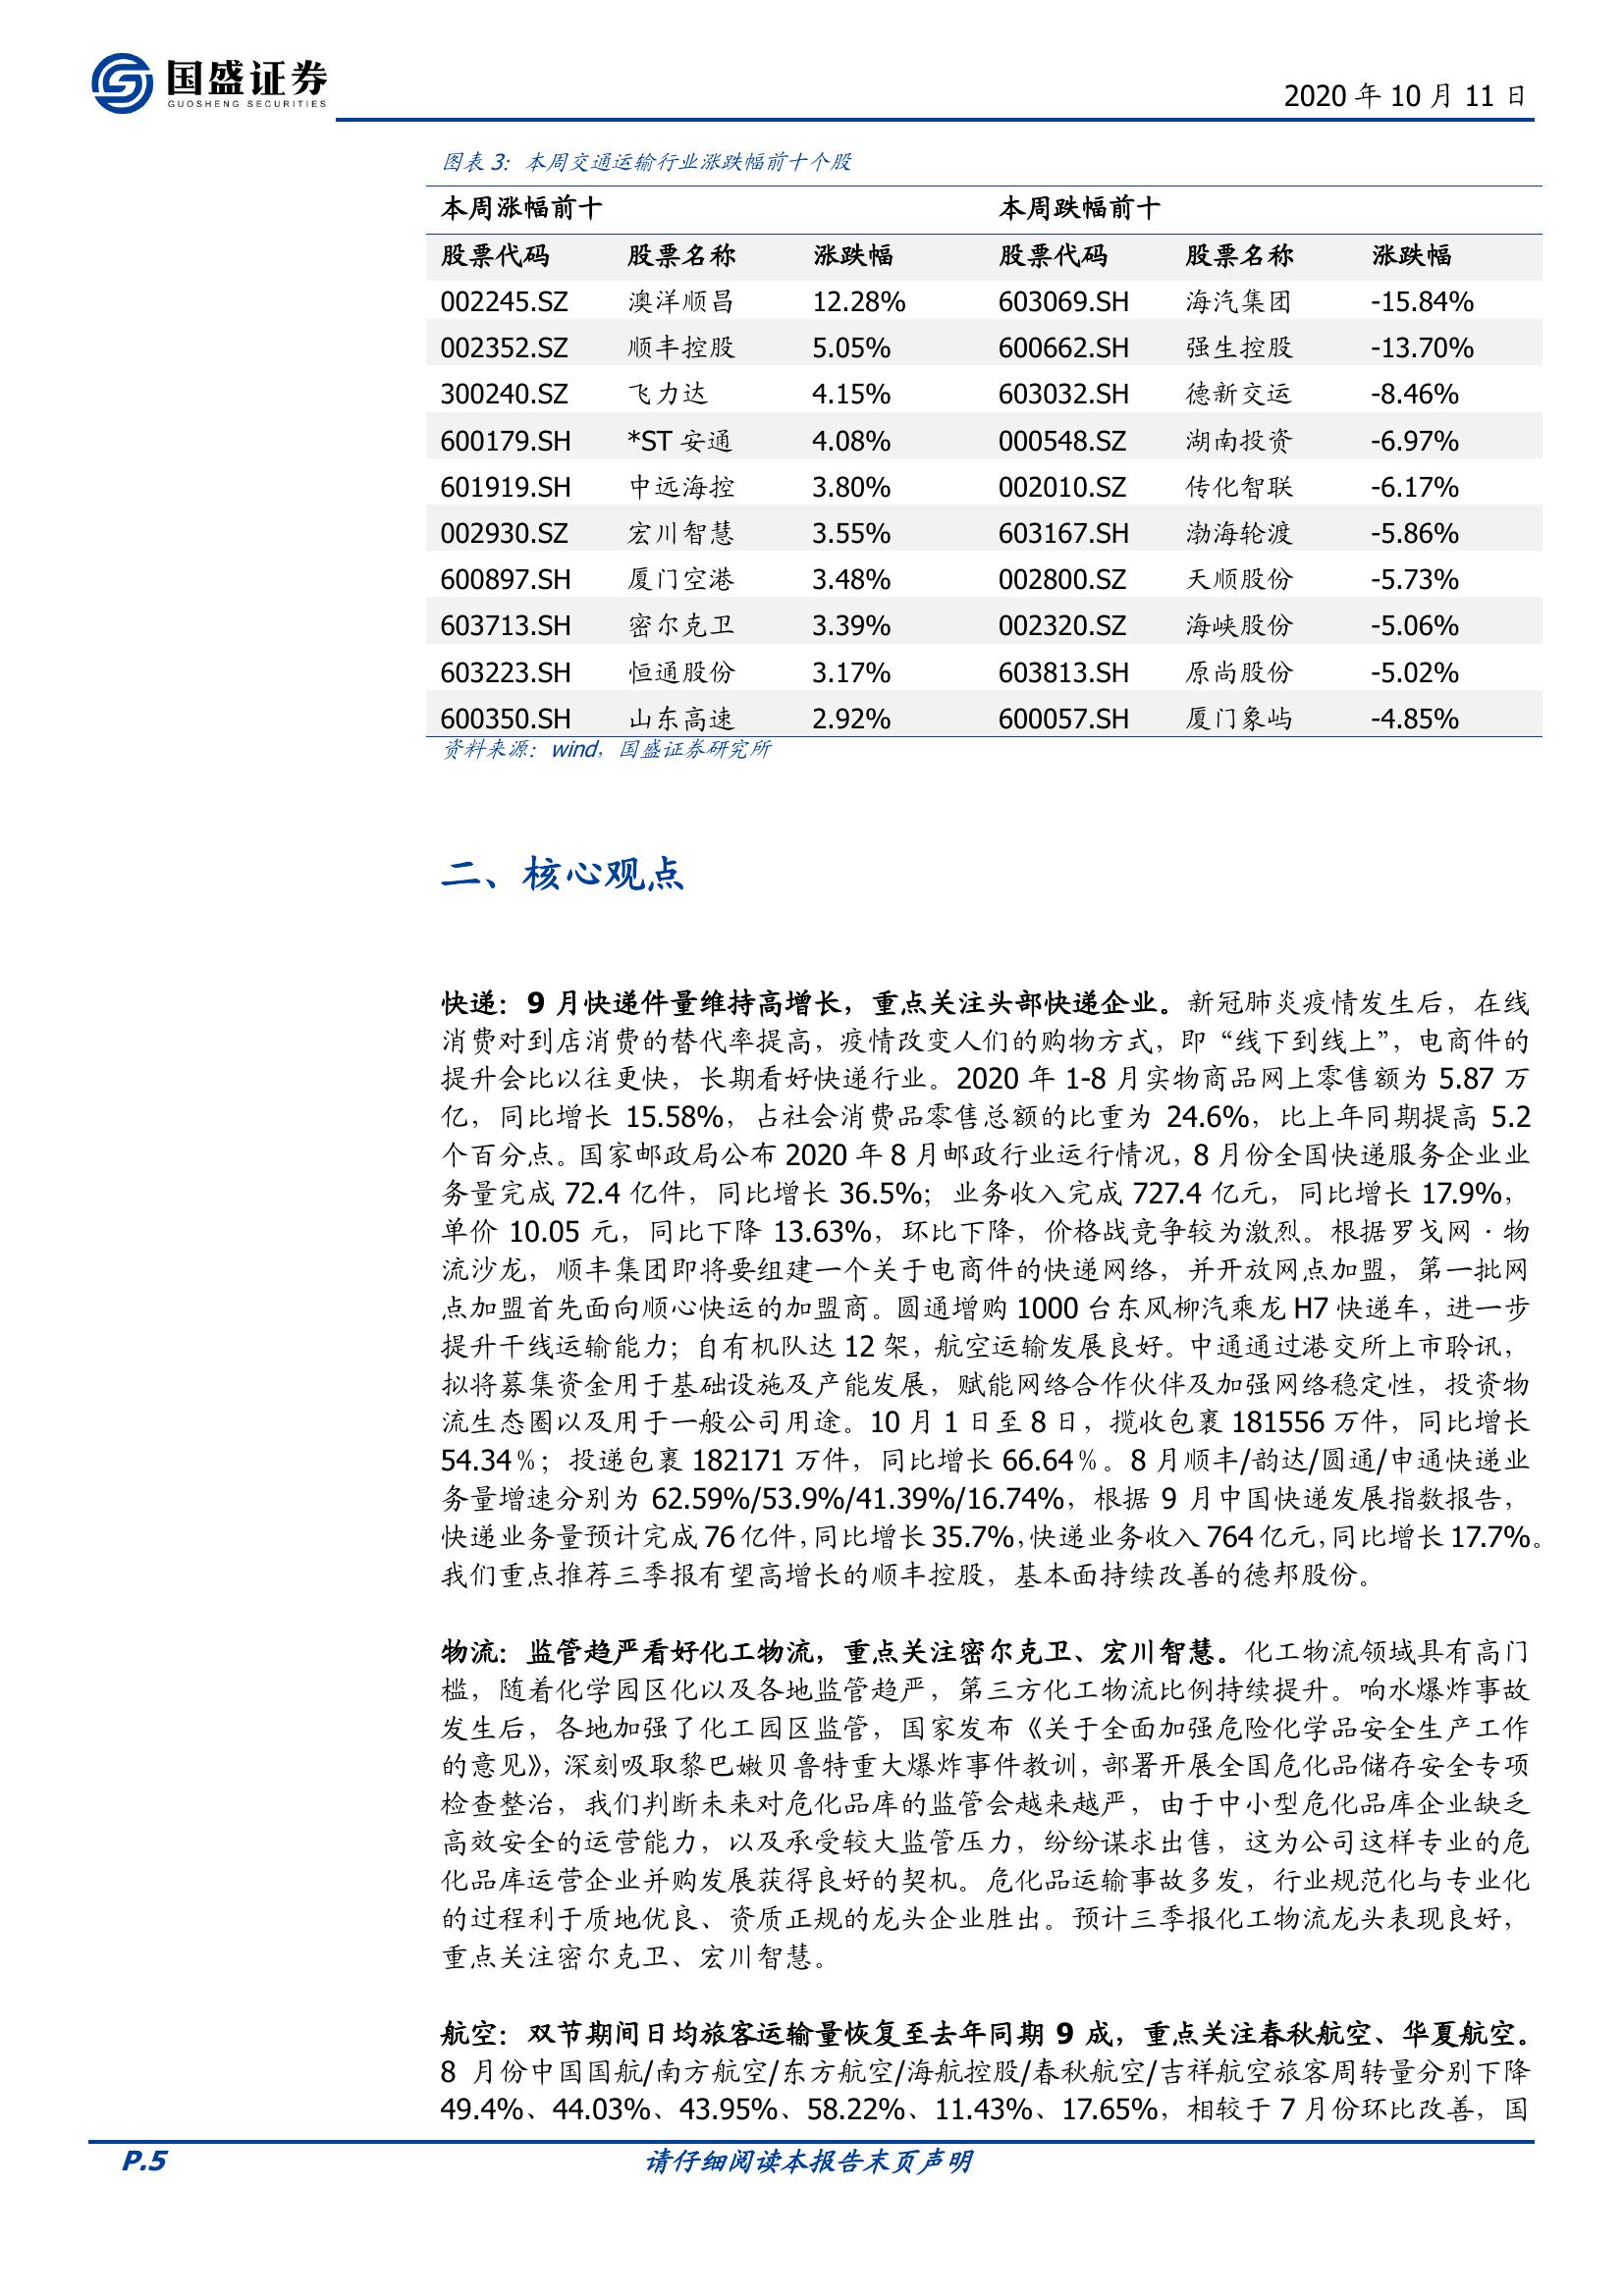 国盛证券
GUOSHENG SECURITIES
2020 年 10 月 11 日
图表 3：本周交通运输行业涨跌幅前十个股
本周涨幅前十 本周跌幅前十
股票代码 股票名称 涨跌幅 股票代码 股票名称 涨跌幅
002245.SZ 澳洋顺昌 12.28% 603069.SH 海汽集团 -15.84%
002352.SZ 顺丰控股 5.05% 600662.SH 强生控股 -13.70%
300240.SZ 飞力达 4.15% 603032.SH 德新交运 -8.46%
600179.SH *ST 安通 4.08% 000548.SZ 湖南投资 -6.97%
601919.SH 中远海控 3.80% 002010.SZ 传化智联 -6.17%
002930.SZ 宏川智慧 3.55% 603167.SH 渤海轮渡 -5.86%
600897.SH 厦门空港 3.48% 002800.SZ 天顺股份 -5.73%
603713.SH 密尔克卫 3.39% 002320.SZ 海峡股份 -5.06%
603223.SH 恒通股份 3.17% 603813.SH 原尚股份 -5.02%
600350.SH 山东高速 2.92% 600057.SH 厦门象屿 -4.85%
资料来源：wind，国盛证券研究所
二、核心观点
快递：9 月快递件量维持高增长，重点关注头部快递企业。新冠肺炎疫情发生后，在线
消费对到店消费的替代率提高，疫情改变人们的购物方式，即“线下到线上”，电商件的
提升会比以往更快，长期看好快递行业。2020 年 1-8 月实物商品网上零售额为 5.87 万
亿，同比增长 15.58%，占社会消费品零售总额的比重为 24.6%，比上年同期提高 5.2
个百分点。国家邮政局公布 2020 年 8 月邮政行业运行情况，8 月份全国快递服务企业业
务量完成 72.4 亿件，同比增长 36.5%；业务收入完成 727.4 亿元，同比增长 17.9%，
单价 10.05 元，同比下降 13.63%，环比下降，价格战竞争较为激烈。根据罗戈网·物
流沙龙，顺丰集团即将要组建一个关于电商件的快递网络，并开放网点加盟，第一批网
点加盟首先面向顺心快运的加盟商。圆通增购 1000 台东风柳汽乘龙 H7 快递车，进一步
提升干线运输能力；自有机队达 12 架，航空运输发展良好。中通通过港交所上市聆讯，
拟将募集资金用于基础设施及产能发展，赋能网络合作伙伴及加强网络稳定性，投资物
流生态圈以及用于一般公司用途。10 月 1 日至 8 日，揽收包裹 181556 万件，同比增长
54.34％；投递包裹 182171 万件，同比增长 66.64％。8 月顺丰/韵达/圆通/申通快递业
务量增速分别为 62.59%/53.9%/41.39%/16.74%，根据 9 月中国快递发展指数报告，
快递业务量预计完成 76 亿件，同比增长 35.7%，快递业务收入 764 亿元，同比增长 17.7%。
我们重点推荐三季报有望高增长的顺丰控股，基本面持续改善的德邦股份。
物流：监管趋严看好化工物流，重点关注密尔克卫、宏川智慧。化工物流领域具有高门
槛，随着化学园区化以及各地监管趋严，第三方化工物流比例持续提升。响水爆炸事故
发生后，各地加强了化工园区监管，国家发布《关于全面加强危险化学品安全生产工作
的意见》，深刻吸取黎巴嫩贝鲁特重大爆炸事件教训，部署开展全国危化品储存安全专项
检查整治，我们判断未来对危化品库的监管会越来越严，由于中小型危化品库企业缺乏
高效安全的运营能力，以及承受较大监管压力，纷纷谋求出售，这为公司这样专业的危
化品库运营企业并购发展获得良好的契机。危化品运输事故多发，行业规范化与专业化
的过程利于质地优良、资质正规的龙头企业胜出。预计三季报化工物流龙头表现良好，
重点关注密尔克卫、宏川智慧。
航空：双节期间日均旅客运输量恢复至去年同期 9 成，重点关注春秋航空、华夏航空。
8 月份中国国航/南方航空/东方航空/海航控股/春秋航空/吉祥航空旅客周转量分别下降
49.4%、44.03%、43.95%、58.22%、11.43%、17.65%，相较于 7 月份环比改善，国
P.5 请仔细阅读本报告末页声明